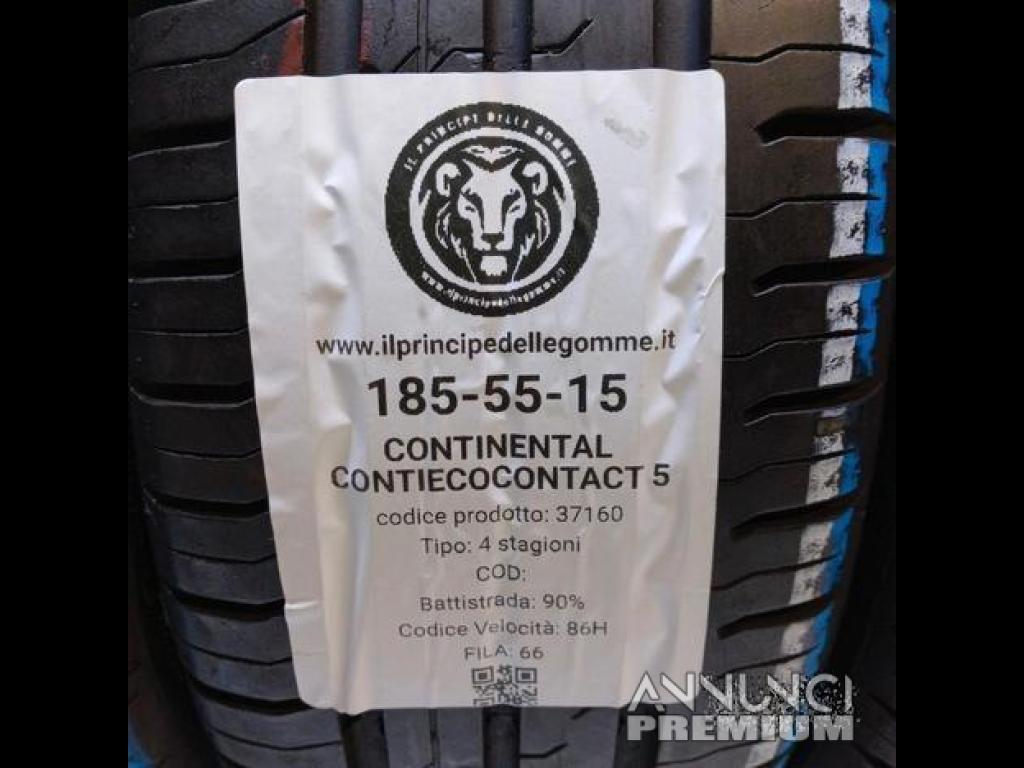 IL PRINCIPE DELLE GOMME
www.ilprincipedellegomme.it
www.ilprincipedellegomme.it
185-55-15
CONTINENTAL
CONTIECOCONTACT 5
codice prodotto: 37160
Tipo: 4 stagioni
COD:
Battistrada: 90%
Codice Velocità: 86H
FILA: 66
ANNUNCI
PREMIUM